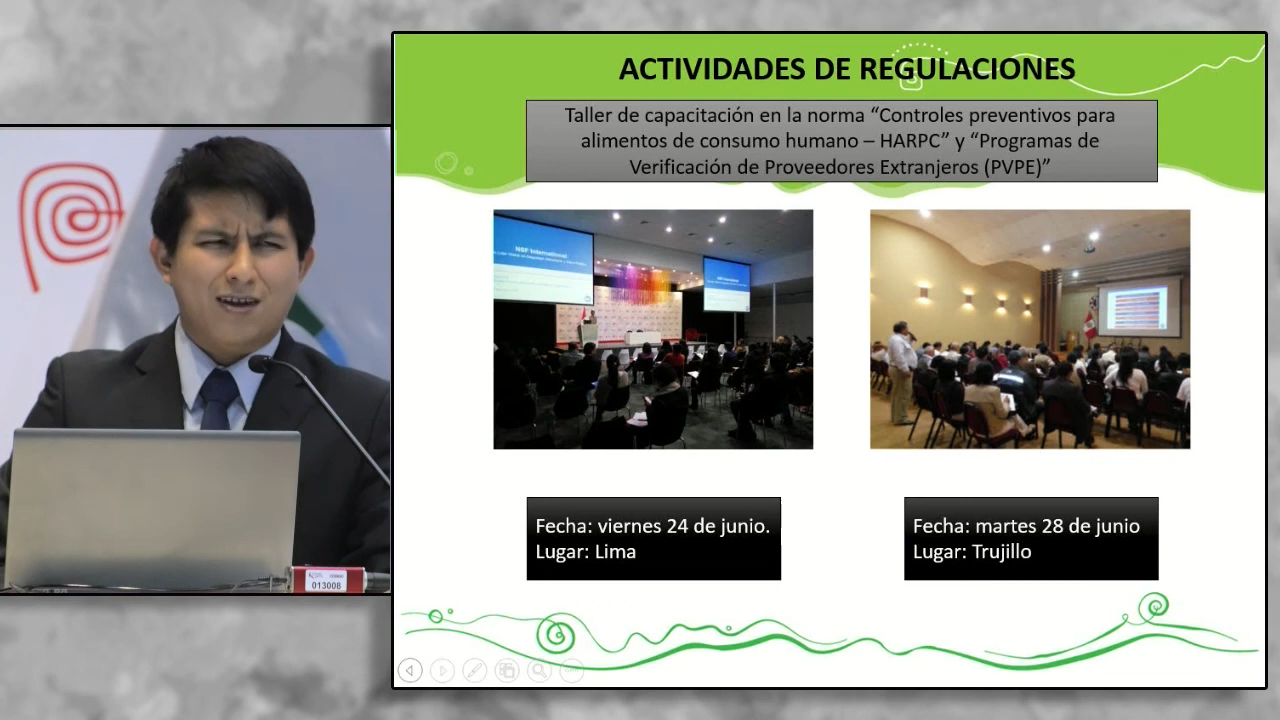 ACTIVIDADES DE REGULACIONES
Taller de capacitación en la norma “Controles preventivos para
alimentos de consumo humano – HARPC” y “Programas de
Verificación de Proveedores Extranjeros (PVPE)”
NSF International
Fecha: viernes 24 de junio.
Lugar: Lima
Fecha: martes 28 de junio
Lugar: Trujillo
013008